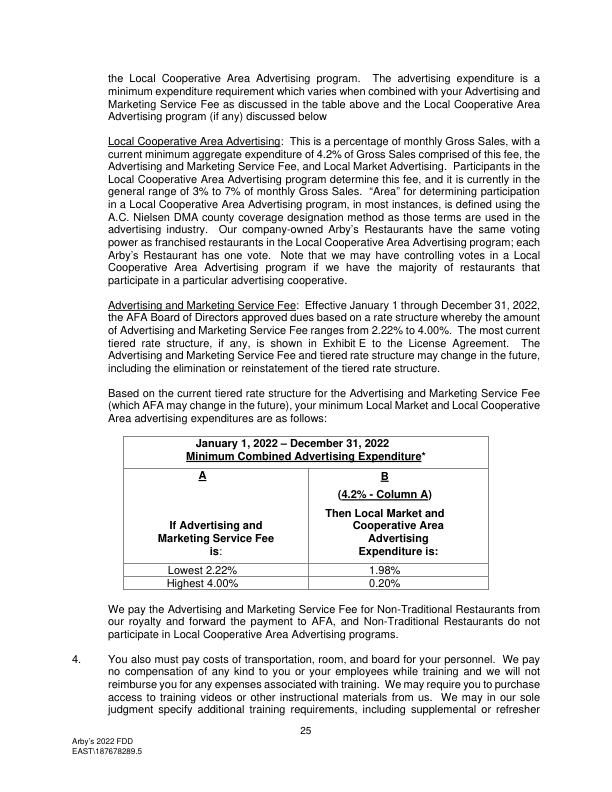 the Local Cooperative Area Advertising program. The advertising expenditure is a
minimum expenditure requirement which varies when combined with your Advertising and
Marketing Service Fee as discussed in the table above and the Local Cooperative Area
Advertising program (if any) discussed below
Local Cooperative Area Advertising: This is a percentage of monthly Gross Sales, with a
current minimum aggregate expenditure of 4.2% of Gross Sales comprised of this fee, the
Advertising and Marketing Service Fee, and Local Market Advertising. Participants in the
Local Cooperative Area Advertising program determine this fee, and it is currently in the
general range of 3% to 7% of monthly Gross Sales. “Area” for determining participation
in a Local Cooperative Area Advertising program, in most instances, is defined using the
A.C. Nielsen DMA county coverage designation method as those terms are used in the
advertising industry. Our company-owned Arby’s Restaurants have the same voting
power as franchised restaurants in the Local Cooperative Area Advertising program; each
Arby’s Restaurant has one vote. Note that we may have controlling votes in a Local
Cooperative Area Advertising program if we have the majority of restaurants that
participate in a particular advertising cooperative.
Advertising and Marketing Service Fee: Effective January 1 through December 31, 2022,
the AFA Board of Directors approved dues based on a rate structure whereby the amount
of Advertising and Marketing Service Fee ranges from 2.22% to 4.00%. The most current
tiered rate structure, if any, is shown in Exhibit E to the License Agreement. The
Advertising and Marketing Service Fee and tiered rate structure may change in the future,
including the elimination or reinstatement of the tiered rate structure.
Based on the current tiered rate structure for the Advertising and Marketing Service Fee
(which AFA may change in the future), your minimum Local Market and Local Cooperative
Area advertising expenditures are as follows:
January 1, 2022 – December 31, 2022
Minimum Combined Advertising Expenditure*
A
If Advertising and
Marketing Service Fee
is:
B
(4.2% - Column A)
Then Local Market and
Cooperative Area
Advertising
Expenditure is:
Lowest 2.22% 1.98%
Highest 4.00% 0.20%
We pay the Advertising and Marketing Service Fee for Non-Traditional Restaurants from
our royalty and forward the payment to AFA, and Non-Traditional Restaurants do not
participate in Local Cooperative Area Advertising programs.
4. You also must pay costs of transportation, room, and board for your personnel. We pay
no compensation of any kind to you or your employees while training and we will not
reimburse you for any expenses associated with training. We may require you to purchase
access to training videos or other instructional materials from us. We may in our sole
judgment specify additional training requirements, including supplemental or refresher
25
Arby’s 2022 FDD
EAST\187678289.5